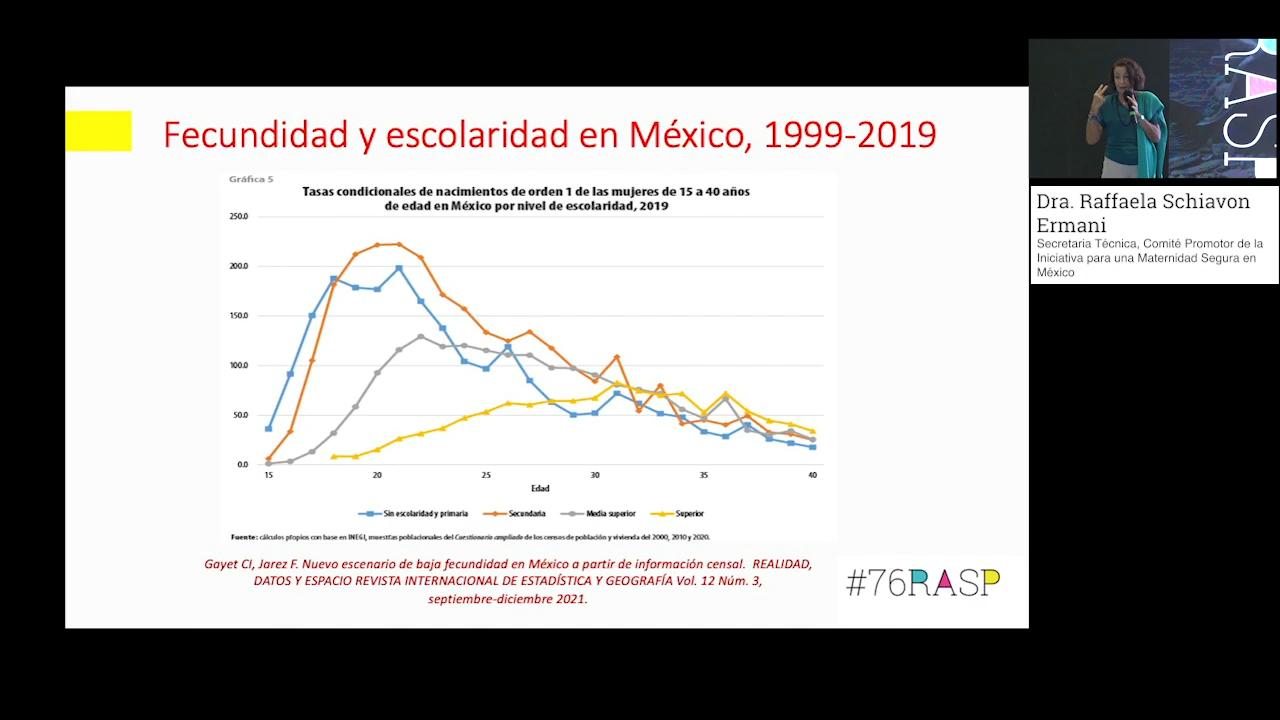 Fecundidad y escolaridad en México, 1999-2019
Gráfica 5
Tasas condicionales de nacimientos de orden 1 de las mujeres de 15 a 40 años
de edad en México por nivel de escolaridad, 2019
250.0
200.0
150.0
100.0
50.0
0.0
15 20 25 30 35 40
Edad
Sin escolaridad y primaria Secundaria Media superior Superior
Fuente: cálculos propios con base en INEGI, muestras poblacionales del Cuestionario ampliado de los censos de población y vivienda del 2000, 2010 y 2020.
Gayet CI, Jarez F. Nuevo escenario de baja fecundidad en México a partir de información censal. REALIDAD,
DATOS Y ESPACIO REVISTA INTERNACIONAL DE ESTADÍSTICA Y GEOGRAFÍA Vol. 12 Núm. 3,
septiembre-diciembre 2021.
#76RASP
RASP
Dra. Raffaela Schiavon
Ermani
Secretaria Técnica, Comité Promotor de la
Iniciativa para una Maternidad Segura en
México